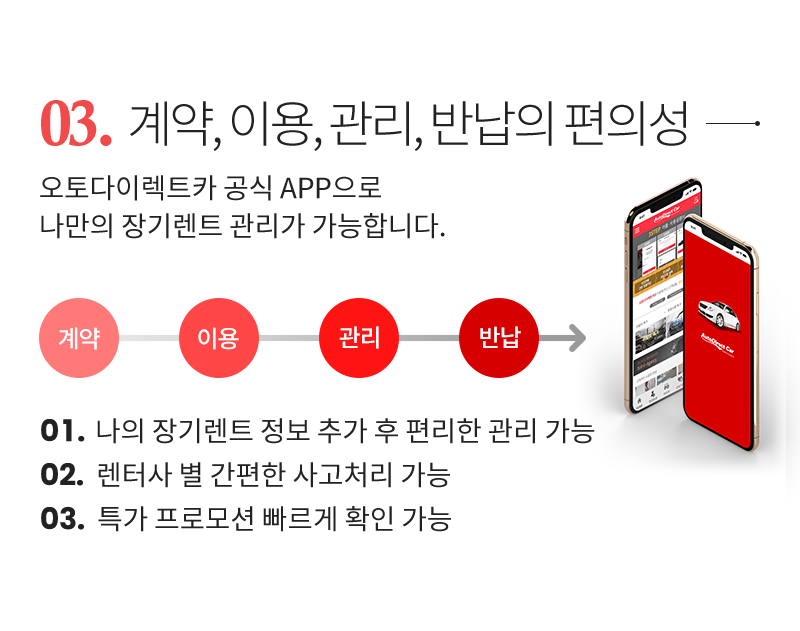 03. 계약, 이용, 관리, 반납의 편의성
오토다이렉트카 공식 APP으로
나만의 장기렌트 관리가 가능합니다.
계약 이용 관리 반납
01. 나의 장기렌트 정보 추가 후 편리한 관리 가능
02. 렌터사 별 간편한 사고처리 가능
03. 특가 프로모션 빠르게 확인 가능
AutoDirect Car
AutoDirect Car